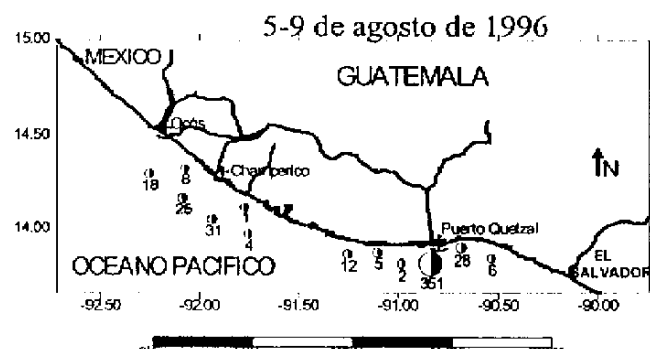 5-9 de agosto de 1996
15.00
MEXICO
GUATEMALA
14.50
Ocós
Champerico
N
18
8
26
1
31
4
14.00
Puerto Quetzal
OCEANO PACIFICO
12
5
2
351
28
6
EL
SALVADOR
-92.50
-92.00
-91.50
-91.00
-90.50
-90.00